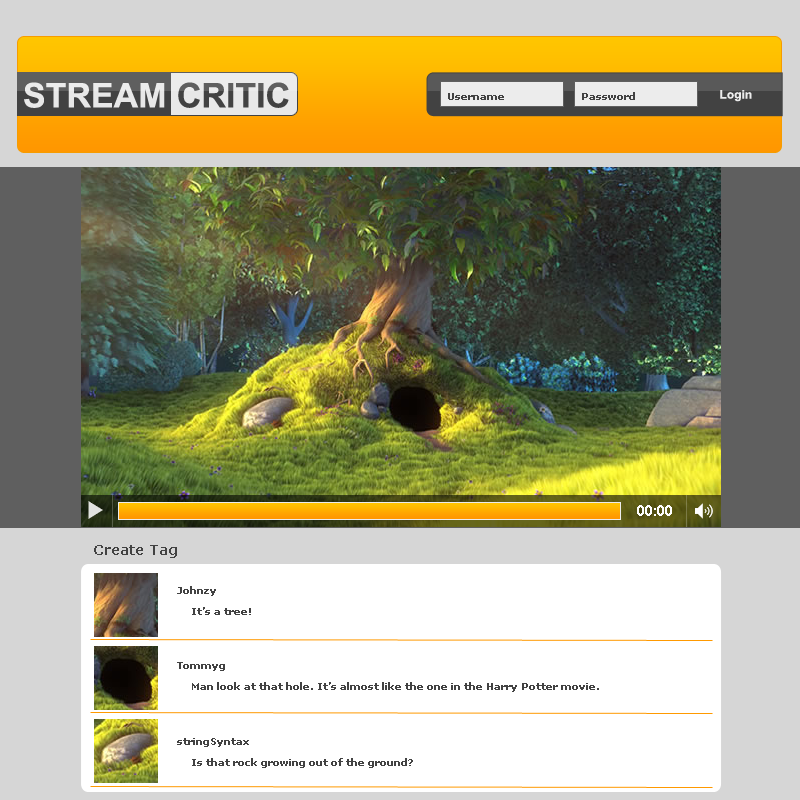 STREAM CRITIC
Username Password Login
00:00
Create Tag
Johnzy
It's a tree!
Tommyg
Man look at that hole. It's almost like the one in the Harry Potter movie.
stringSyntax
Is that rock growing out of the ground?